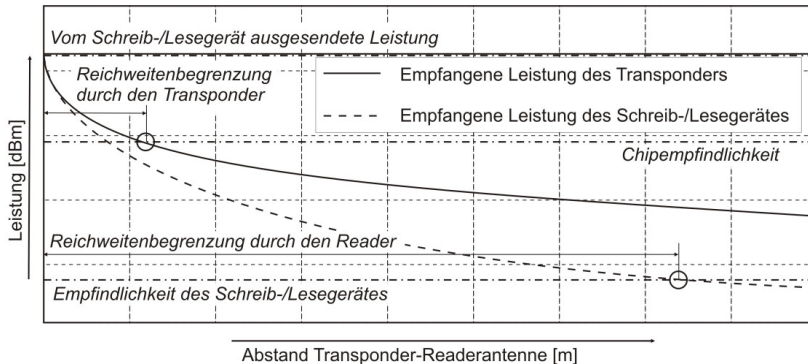 Vom Schreib-/Lesegerät ausgesendete Leistung
Reichweitenbegrenzung
durch den Transponder
Empfangene Leistung des Transponders
Empfangene Leistung des Schreib-/Lesegerätes
Chipempfindlichkeit
Leistung [dBm]
Reichweitenbegrenzung durch den Reader
Empfindlichkeit des Schreib-/Lesegerätes
Abstand Transponder-Readerantenne [m]